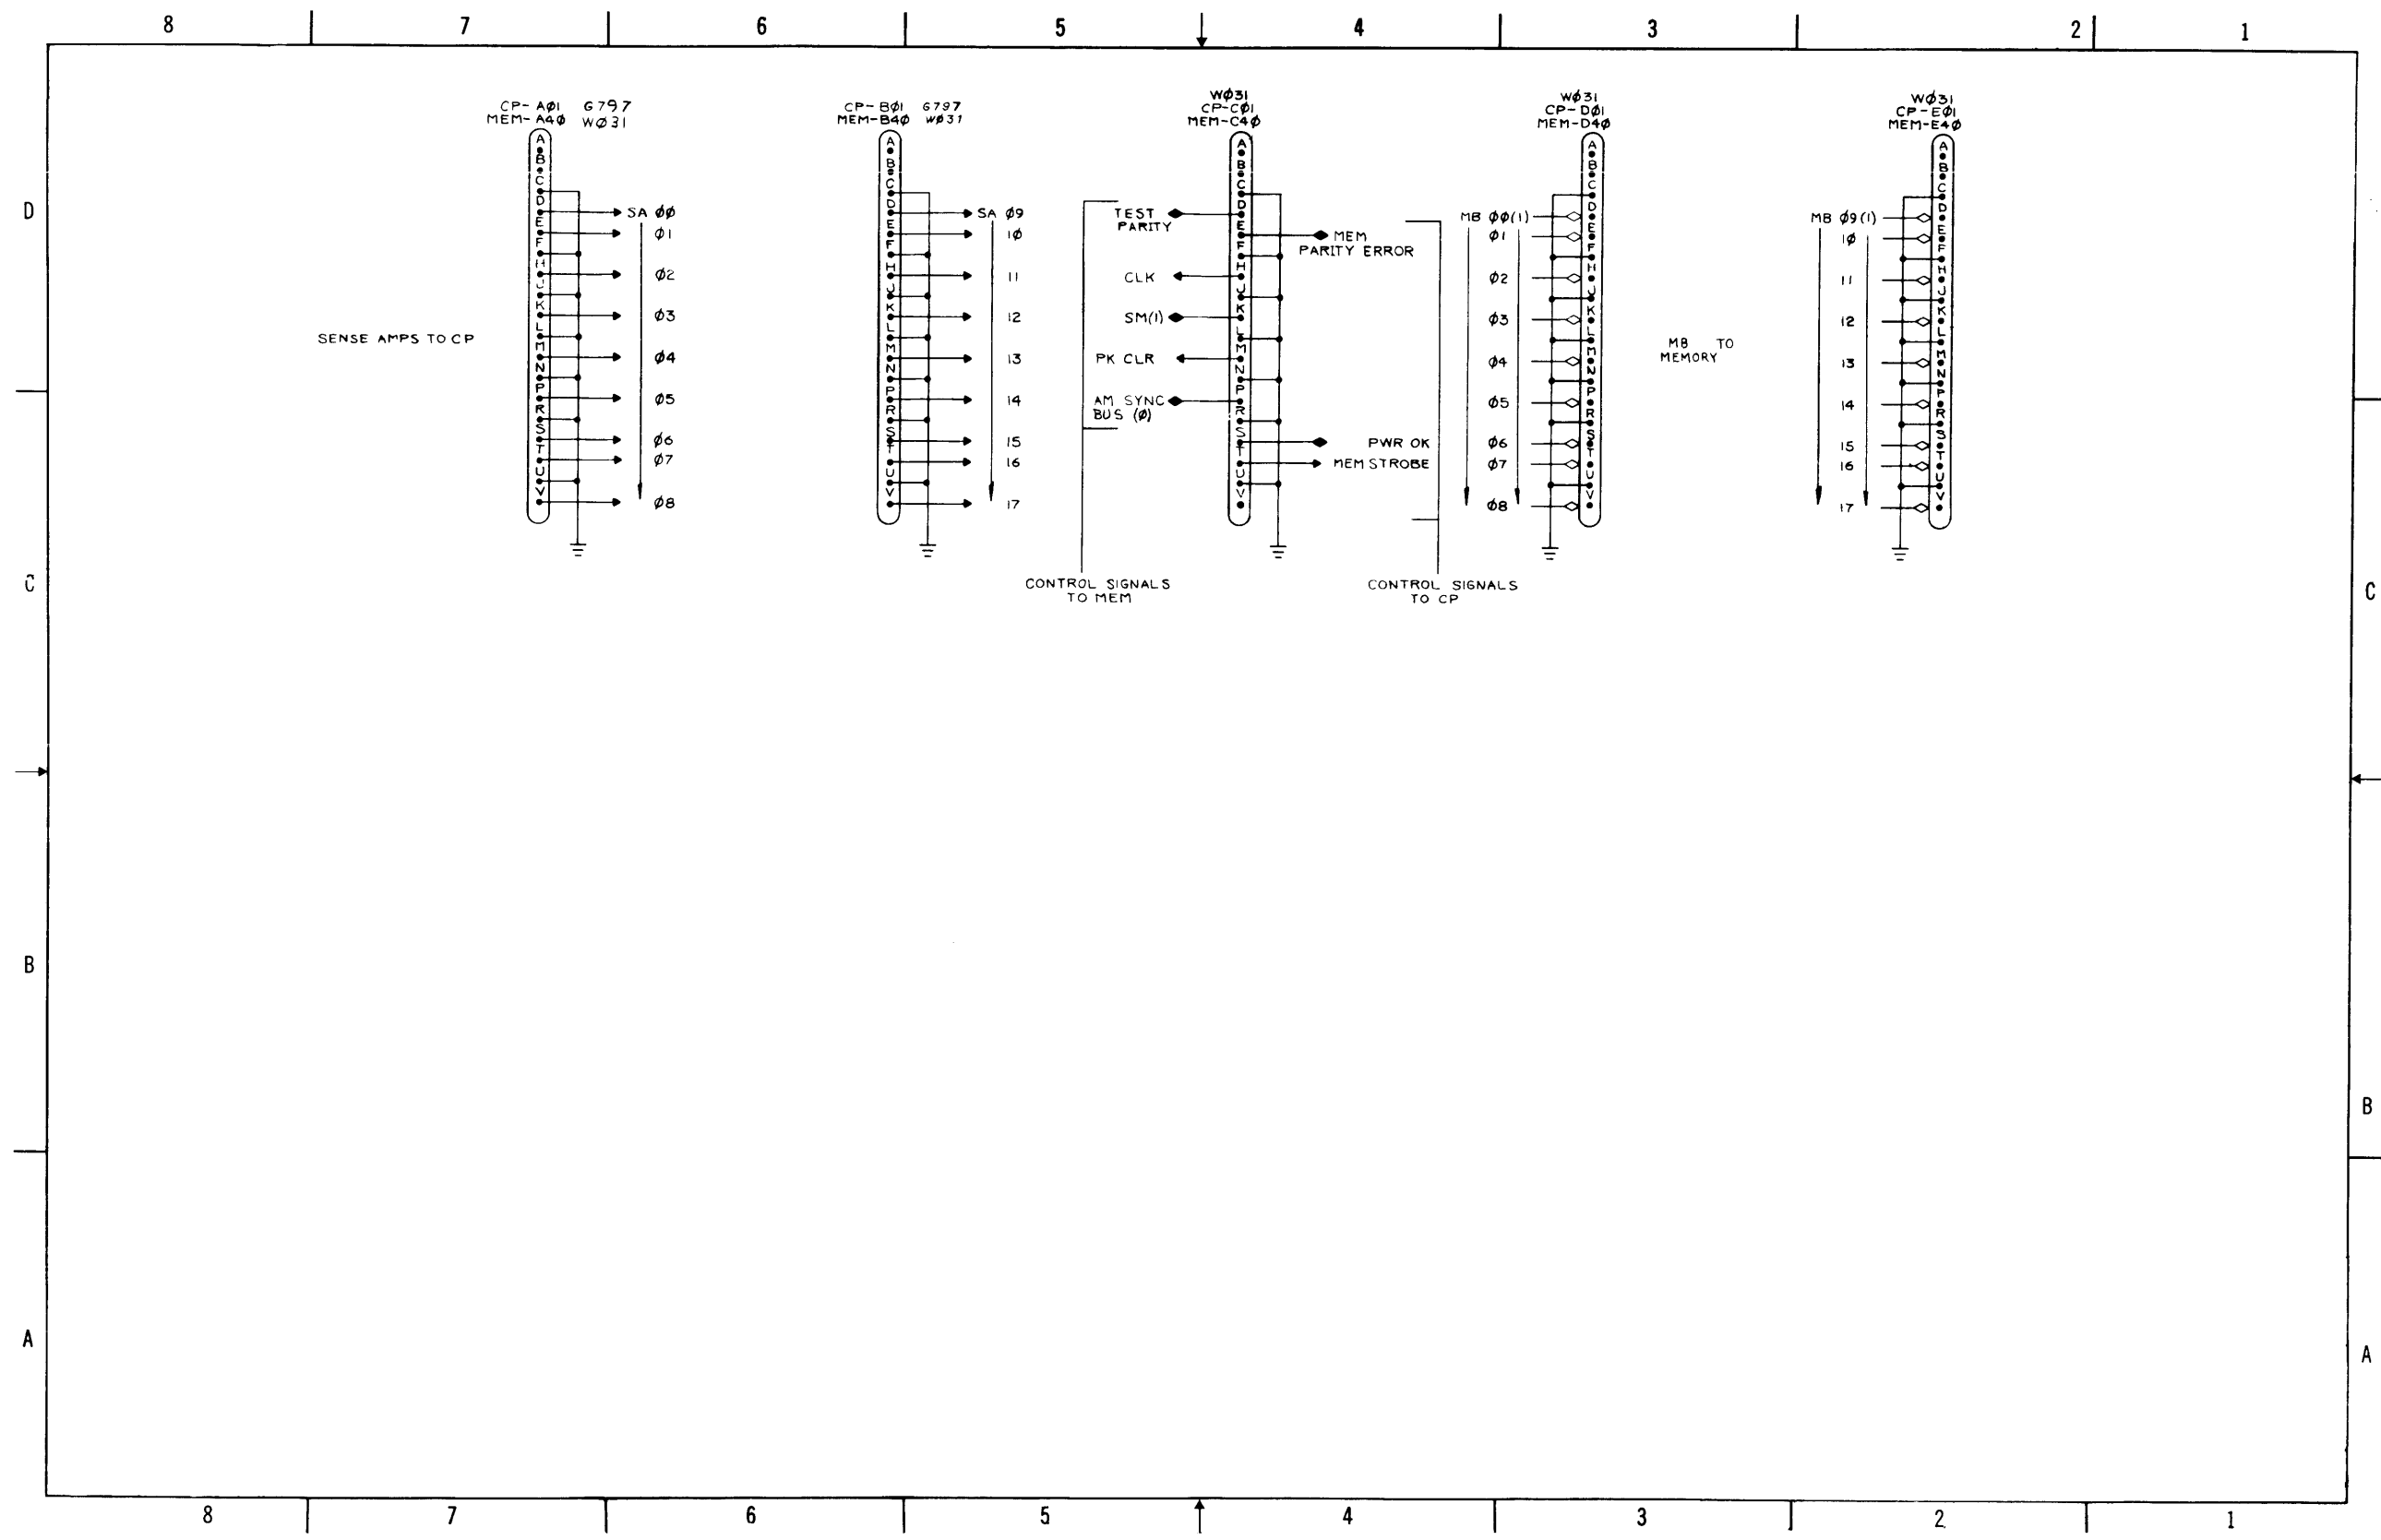 8 7 6 5 4 3 2 1
CP-AØ1 G797
MEM-A4Ø WØ31
A
B
C
D
E
F
H
J
K
L
M
N
P
R
S
T
U
V
SA ØØ
Ø1
Ø2
Ø3
Ø4
Ø5
Ø6
Ø7
Ø8
SENSE AMPS TO CP
CP-BØ1 G797
MEM-B4Ø WØ31
A
B
C
D
E
F
H
J
K
L
M
N
P
R
S
T
U
V
SA Ø9
1Ø
11
12
13
14
15
16
17
WØ31
CP-CØ1
MEM-C4Ø
A
B
C
D
E
F
H
J
K
L
M
N
P
R
S
T
U
V
TEST
PARITY
CLK
SM(1)
PK CLR
AM SYNC
BUS (Ø)
CONTROL SIGNALS
TO MEM
MEM
PARITY ERROR
PWR OK
MEM STROBE
CONTROL SIGNALS
TO CP
WØ31
CP-DØ1
MEM-D4Ø
MB ØØ(1)
Ø1
Ø2
Ø3
Ø4
Ø5
Ø6
Ø7
Ø8
A
B
C
D
E
F
H
J
K
L
M
N
P
R
S
T
U
V
MB TO
MEMORY
WØ31
CP-EØ1
MEM-E4Ø
MB Ø9(1)
1Ø
11
12
13
14
15
16
17
A
B
C
D
E
F
H
J
K
L
M
N
P
R
S
T
U
V
D
C
B
A
C
B
A
8 7 6 5 4 3 2 1